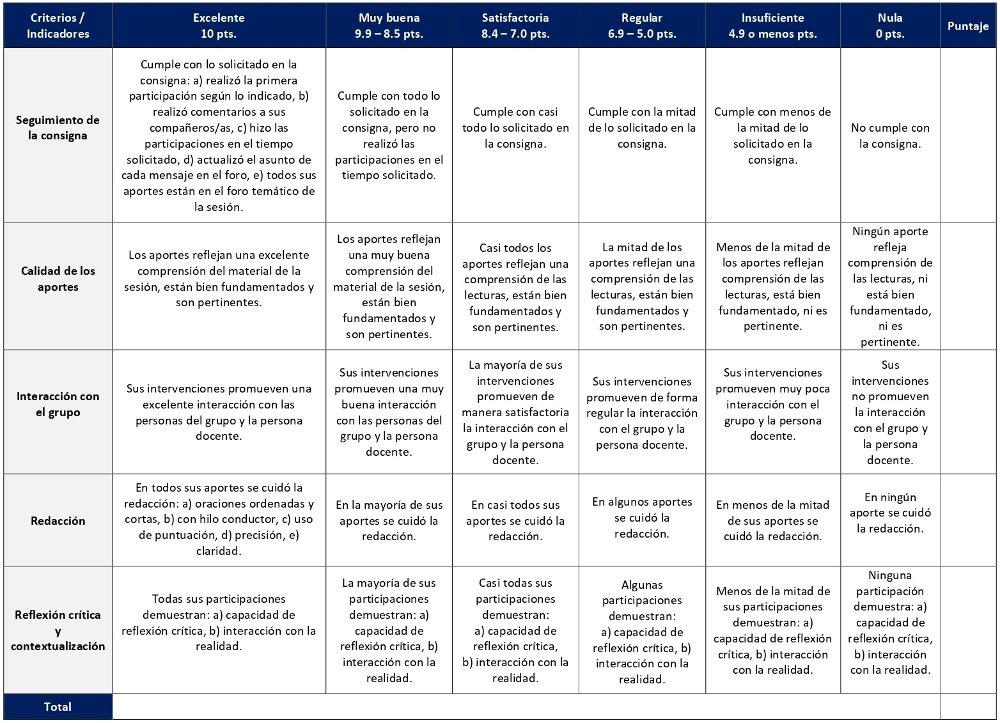 Criterios /
Indicadores
Excelente
10 pts.
Muy buena
9.9 – 8.5 pts.
Satisfactoria
8.4 – 7.0 pts.
Regular
6.9 – 5.0 pts.
Insuficiente
4.9 o menos pts.
Nula
0 pts.
Puntaje
Seguimiento de
la consigna
Cumple con lo solicitado en la
consigna: a) realizó la primera
participación según lo indicado, b)
realizó comentarios a sus
compañeros/as, c) hizo las
participaciones en el tiempo
solicitado, d) actualizó el asunto de
cada mensaje en el foro, e) todos sus
aportes están en el foro temático de
la sesión.
Cumple con todo lo
solicitado en la
consigna, pero no
realizó las
participaciones en el
tiempo solicitado.
Cumple con casi
todo lo solicitado en
la consigna.
Cumple con la mitad
de lo solicitado en la
consigna.
Cumple con menos de
la mitad de lo
solicitado en la
consigna.
No cumple con
la consigna.
Calidad de los
aportes
Los aportes reflejan una excelente
comprensión del material de la
sesión, están bien fundamentados y
son pertinentes.
Los aportes reflejan
una muy buena
comprensión del
material de la sesión,
están bien
fundamentados y
son pertinentes.
Casi todos los
aportes reflejan una
comprensión de las
lecturas, están bien
fundamentados y
son pertinentes.
La mitad de los
aportes reflejan una
comprensión de las
lecturas, están bien
fundamentados y
son pertinentes.
Menos de la mitad de
los aportes reflejan
comprensión de las
lecturas, está bien
fundamentado, ni es
pertinente.
Ningún aporte
refleja
comprensión de
las lecturas, ni
está bien
fundamentado,
ni es
pertinente.
Interacción con
el grupo
Sus intervenciones promueven una
excelente interacción con las
personas del grupo y la persona
docente.
Sus intervenciones
promueven una muy
buena interacción
con las personas del
grupo y la persona
docente.
La mayoría de sus
intervenciones
promueven de
manera satisfactoria
la interacción con el
grupo y la persona
docente.
Sus intervenciones
promueven de forma
regular la interacción
con el grupo y la
persona docente.
Sus intervenciones
promueven muy poca
interacción con el
grupo y la persona
docente.
Sus
intervenciones
no promueven
la interacción
con el grupo y
la persona
docente.
Redacción
En todos sus aportes se cuidó la
redacción: a) oraciones ordenadas y
cortas, b) con hilo conductor, c) uso
de puntuación, d) precisión, e)
claridad.
En la mayoría de sus
aportes se cuidó la
redacción.
En casi todos sus
aportes se cuidó la
redacción.
En algunos aportes
se cuidó la
redacción.
En menos de la mitad
de sus aportes se
cuidó la redacción.
En ningún
aporte se cuidó
la redacción.
Reflexión crítica
y
contextualización
Todas sus participaciones
demuestran: a) capacidad de
reflexión crítica, b) interacción con la
realidad.
La mayoría de sus
participaciones
demuestran: a)
capacidad de
reflexión crítica, b)
interacción con la
realidad.
Casi todas sus
participaciones
demuestran:
a) capacidad de
reflexión crítica,
b) interacción con la
realidad.
Algunas
participaciones
demuestran:
a) capacidad de
reflexión crítica, b)
interacción con la
realidad.
Menos de la mitad de
sus participaciones
demuestran: a)
capacidad de reflexión
crítica, b) interacción
con la realidad.
Ninguna
participación
demuestra: a)
capacidad de
reflexión crítica,
b) interacción
con la realidad.
Total